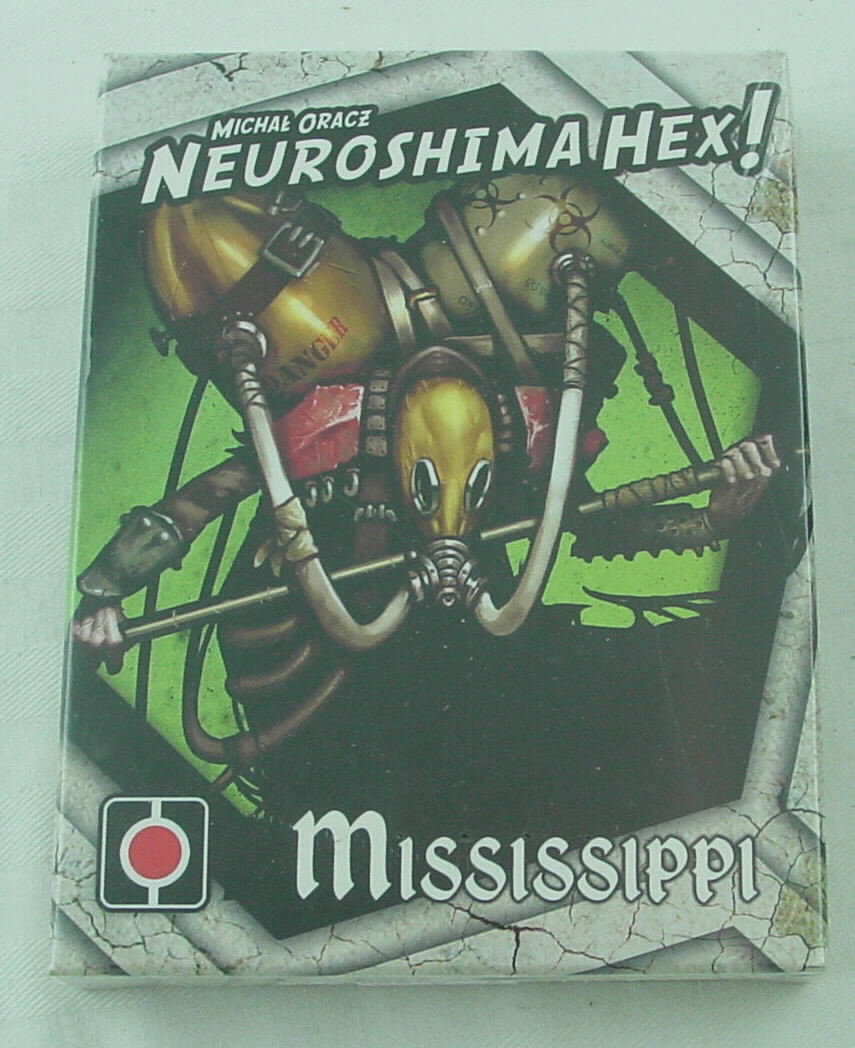 MICHAŁ ORACZ
NEUROSHIMA HEX!
DANGER
MISSISSIPPI